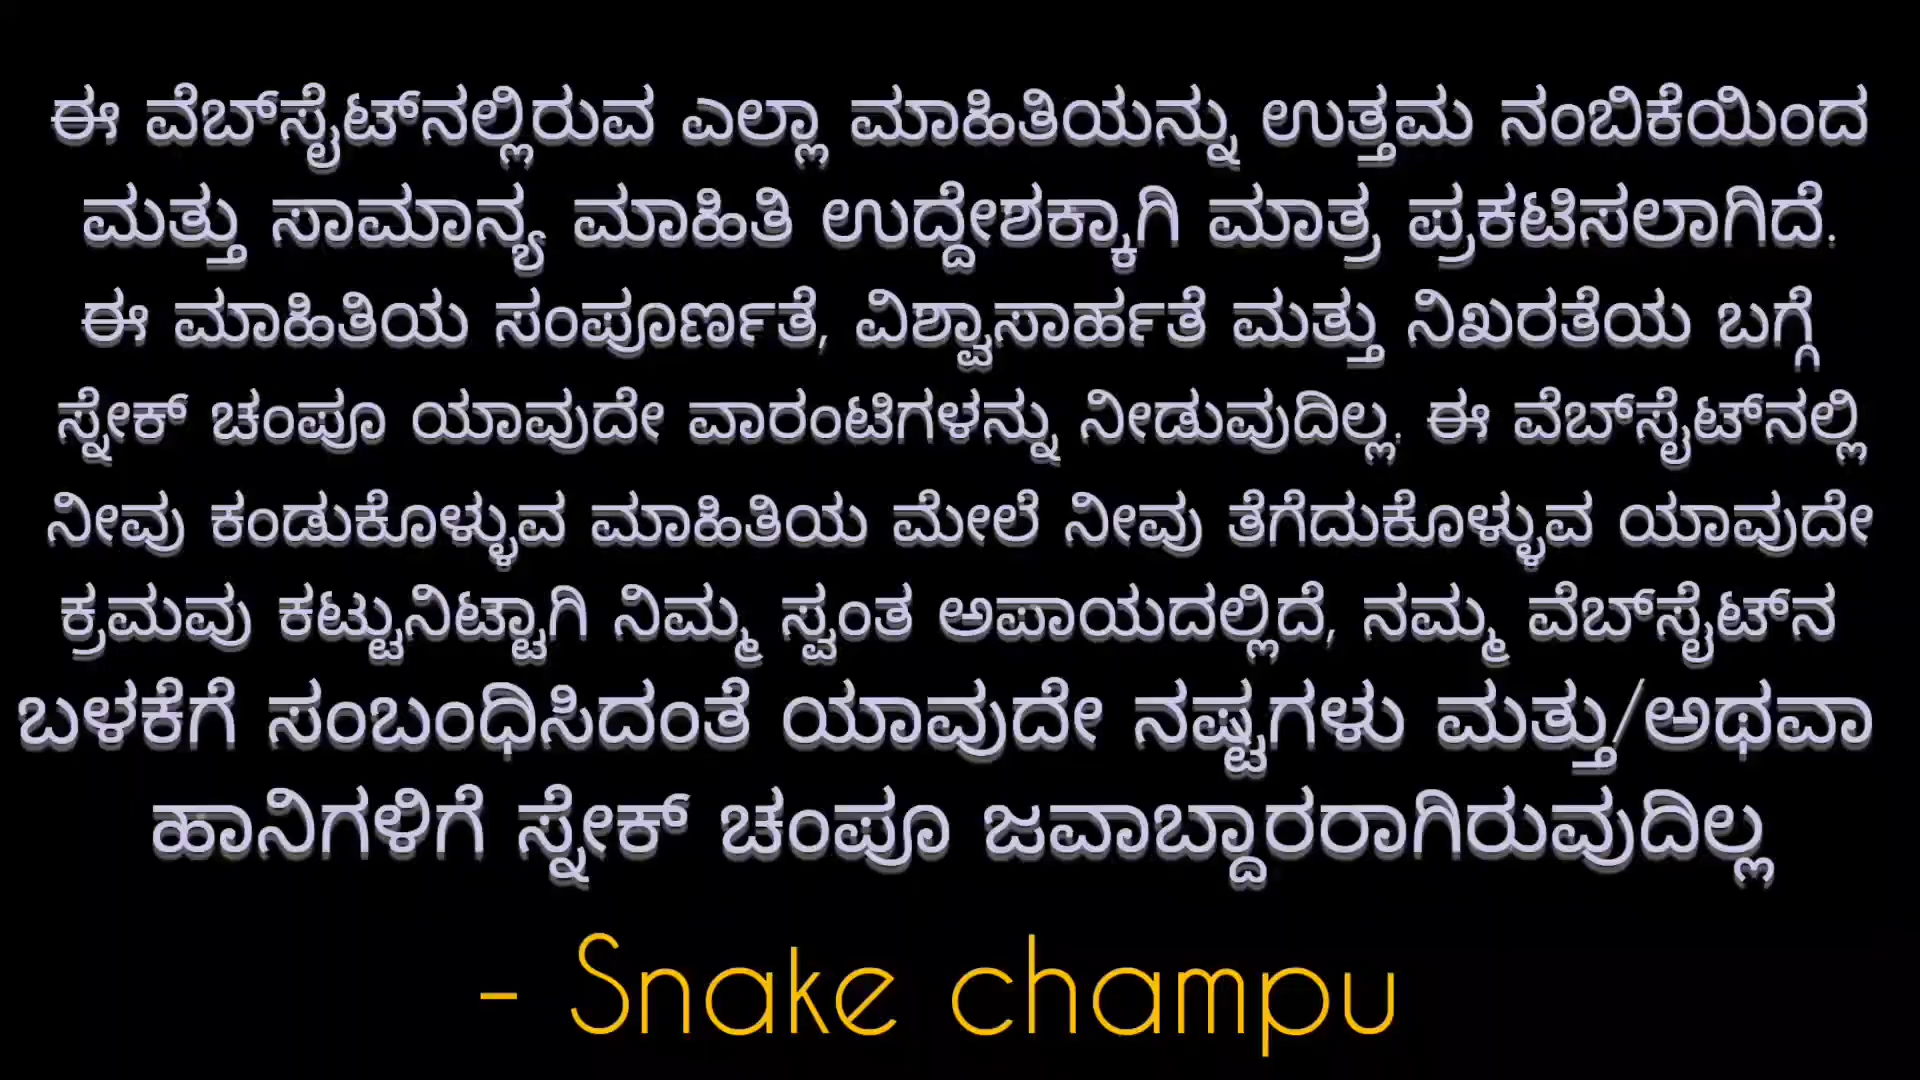 ಈ ವೆಬ್‌ಸೈಟ್‌ನಲ್ಲಿರುವ ಎಲ್ಲಾ ಮಾಹಿತಿಯನ್ನು ಉತ್ತಮ ನಂಬಿಕೆಯಿಂದ
ಮತ್ತು ಸಾಮಾನ್ಯ ಮಾಹಿತಿ ಉದ್ದೇಶಕ್ಕಾಗಿ ಮಾತ್ರ ಪ್ರಕಟಿಸಲಾಗಿದೆ.
ಈ ಮಾಹಿತಿಯ ಸಂಪೂರ್ಣತೆ, ವಿಶ್ವಾಸಾರ್ಹತೆ ಮತ್ತು ನಿಖರತೆಯ ಬಗ್ಗೆ
ಸ್ನೇಕ್ ಚಂಪೂ ಯಾವುದೇ ವಾರಂಟಿಗಳನ್ನು ನೀಡುವುದಿಲ್ಲ. ಈ ವೆಬ್‌ಸೈಟ್‌ನಲ್ಲಿ
ನೀವು ಕಂಡುಕೊಳ್ಳುವ ಮಾಹಿತಿಯ ಮೇಲೆ ನೀವು ತೆಗೆದುಕೊಳ್ಳುವ ಯಾವುದೇ
ಕ್ರಮವು ಕಟ್ಟುನಿಟ್ಟಾಗಿ ನಿಮ್ಮ ಸ್ವಂತ ಅಪಾಯದಲ್ಲಿದೆ, ನಮ್ಮ ವೆಬ್‌ಸೈಟ್‌ನ
ಬಳಕೆಗೆ ಸಂಬಂಧಿಸಿದಂತೆ ಯಾವುದೇ ನಷ್ಟಗಳು ಮತ್ತು/ಅಥವಾ
ಹಾನಿಗಳಿಗೆ ಸ್ನೇಕ್ ಚಂಪೂ ಜವಾಬ್ದಾರರಾಗಿರುವುದಿಲ್ಲ
- Snake champu